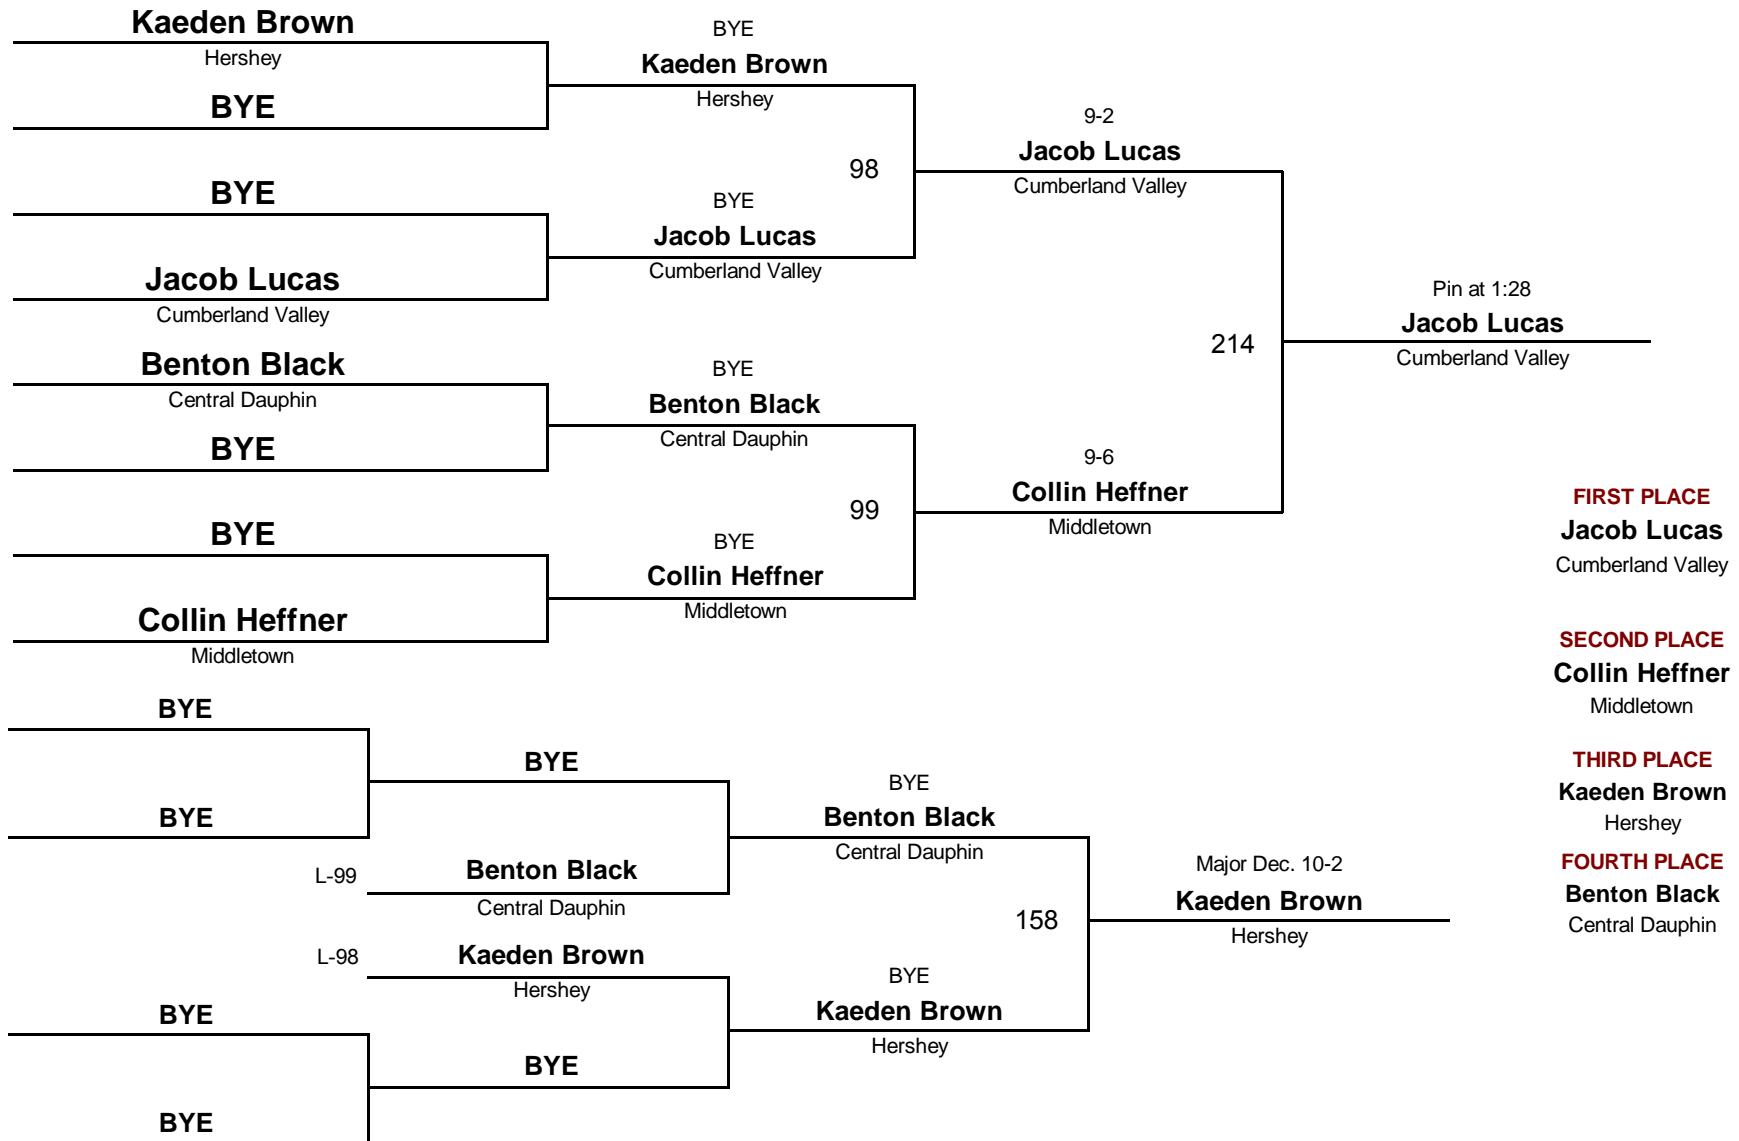 Kaeden Brown
Hershey
BYE
BYE
Jacob Lucas
Cumberland Valley
Benton Black
Central Dauphin
BYE
BYE
Collin Heffner
Middletown
BYE
Kaeden Brown
Hershey
98
BYE
Jacob Lucas
Cumberland Valley
BYE
Benton Black
Central Dauphin
99
BYE
Collin Heffner
Middletown
9-2
Jacob Lucas
Cumberland Valley
214
9-6
Collin Heffner
Middletown
Pin at 1:28
Jacob Lucas
Cumberland Valley
FIRST PLACE
Jacob Lucas
Cumberland Valley
SECOND PLACE
Collin Heffner
Middletown
THIRD PLACE
Kaeden Brown
Hershey
FOURTH PLACE
Benton Black
Central Dauphin
BYE
BYE
BYE
L-99
Benton Black
Central Dauphin
L-98
Kaeden Brown
Hershey
BYE
BYE
BYE
BYE
Benton Black
Central Dauphin
158
BYE
Kaeden Brown
Hershey
Major Dec. 10-2
Kaeden Brown
Hershey